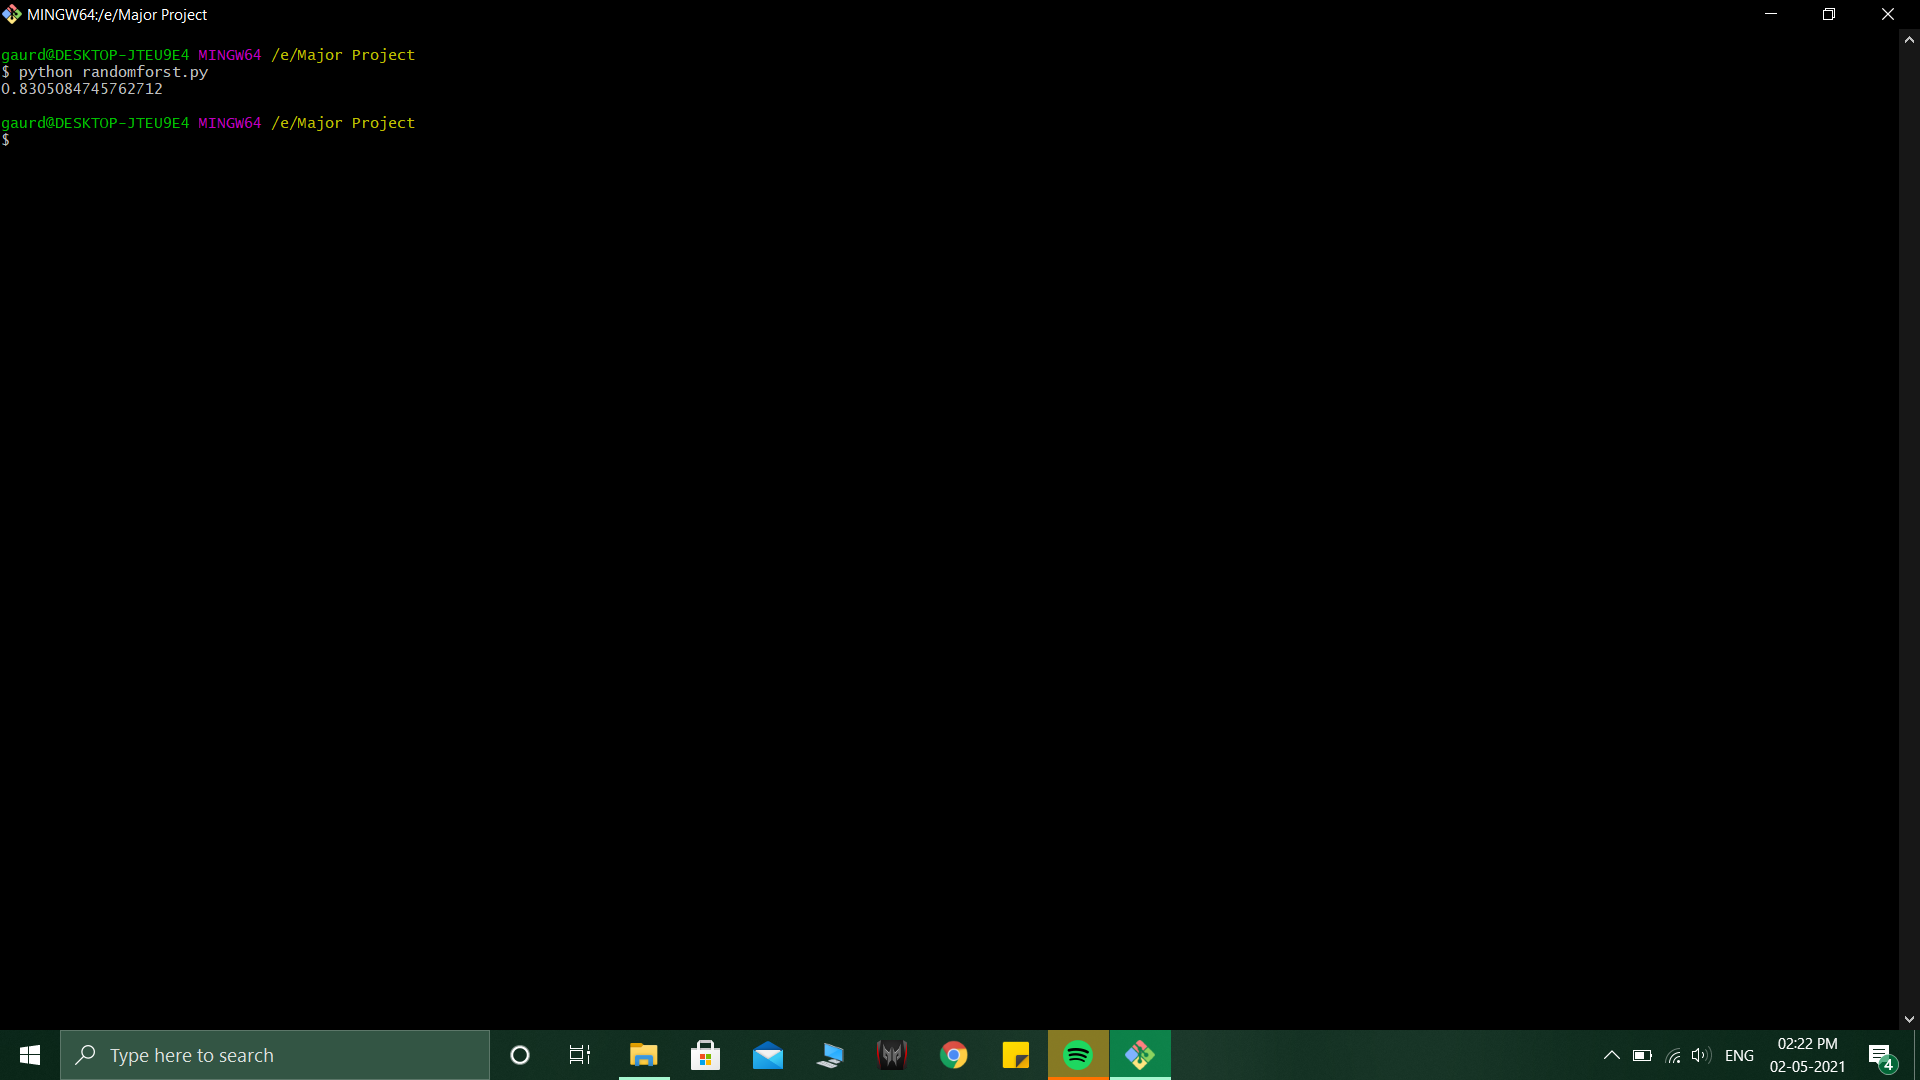 MINGW64:/e/Major Project
gaurd@DESKTOP-JTEU9E4 MINGW64 /e/Major Project
$ python randomforst.py
0.8305084745762712
gaurd@DESKTOP-JTEU9E4 MINGW64 /e/Major Project
$
Type here to search
ENG
02:22 PM
02-05-2021
4